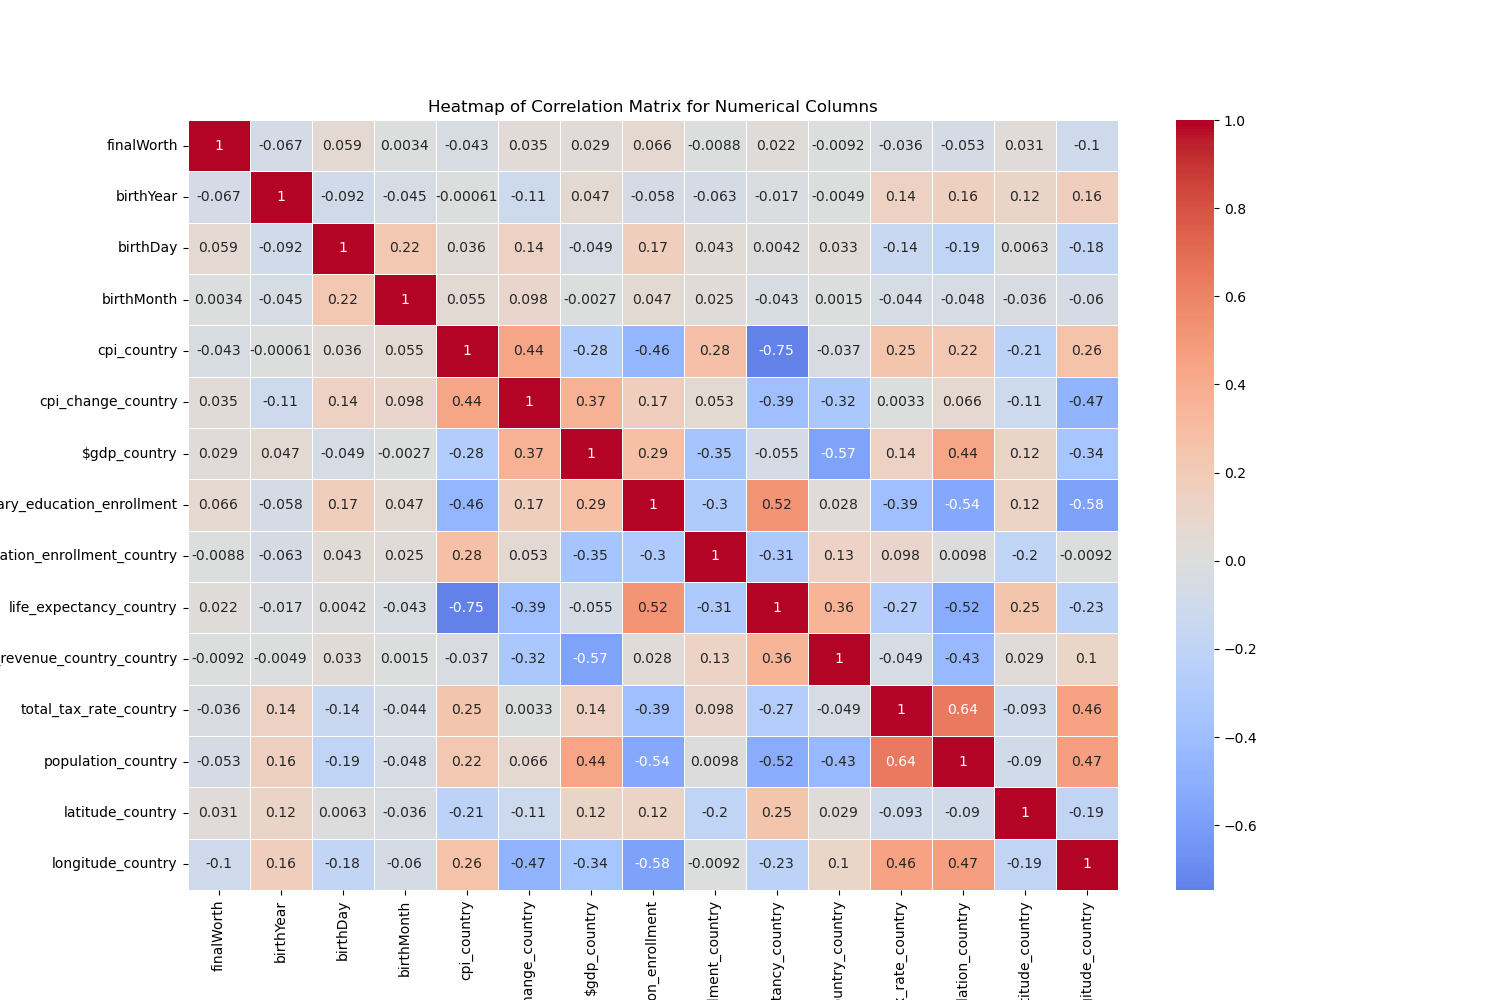 Heatmap of Correlation Matrix for Numerical Columns
finalWorth 1 -0.067 0.059 0.0034 -0.043 0.035 0.029 0.066 -0.0088 0.022 -0.0092 -0.036 -0.053 0.031 -0.1
birthYear -0.067 1 -0.092 -0.045 -0.00061 -0.11 0.047 -0.058 -0.063 -0.017 -0.0049 0.14 0.16 0.12 0.16
birthDay 0.059 -0.092 1 0.22 0.036 0.14 -0.049 0.17 0.043 0.0042 0.033 -0.14 -0.19 0.0063 -0.18
birthMonth 0.0034 -0.045 0.22 1 0.055 0.098 -0.0027 0.047 0.025 -0.043 0.0015 -0.044 -0.048 -0.036 -0.06
cpi_country -0.043 -0.00061 0.036 0.055 1 0.44 -0.28 -0.46 0.28 -0.75 -0.037 0.25 0.22 -0.21 0.26
cpi_change_country 0.035 -0.11 0.14 0.098 0.44 1 0.37 0.17 0.053 -0.39 -0.32 0.0033 0.066 -0.11 -0.47
$gdp_country 0.029 0.047 -0.049 -0.0027 -0.28 0.37 1 0.29 -0.35 -0.055 -0.57 0.14 0.44 0.12 -0.34
ary_education_enrollment 0.066 -0.058 0.17 0.047 -0.46 0.17 0.29 1 -0.3 0.52 0.028 -0.39 -0.54 0.12 -0.58
ation_enrollment_country -0.0088 -0.063 0.043 0.025 0.28 0.053 -0.35 -0.3 1 -0.31 0.13 0.098 0.0098 -0.2 -0.0092
life_expectancy_country 0.022 -0.017 0.0042 -0.043 -0.75 -0.39 -0.055 0.52 -0.31 1 0.36 -0.27 -0.52 0.25 -0.23
_revenue_country_country -0.0092 -0.0049 0.033 0.0015 -0.037 -0.32 -0.57 0.028 0.13 0.36 1 -0.049 -0.43 0.029 0.1
total_tax_rate_country -0.036 0.14 -0.14 -0.044 0.25 0.0033 0.14 -0.39 0.098 -0.27 -0.049 1 0.64 -0.093 0.46
population_country -0.053 0.16 -0.19 -0.048 0.22 0.066 0.44 -0.54 0.0098 -0.52 -0.43 0.64 1 -0.09 0.47
latitude_country 0.031 0.12 0.0063 -0.036 -0.21 -0.11 0.12 0.12 -0.2 0.25 0.029 -0.093 -0.09 1 -0.19
longitude_country -0.1 0.16 -0.18 -0.06 0.26 -0.47 -0.34 -0.58 -0.0092 -0.23 0.1 0.46 0.47 -0.19 1
finalWorth
birthYear
birthDay
birthMonth
cpi_country
hange_country
$gdp_country
on_enrollment
llment_country
tancy_country
ountry_country
x_rate_country
lation_country
titude_country
gitude_country
1.0
0.8
0.6
0.4
0.2
0.0
−0.2
−0.4
−0.6